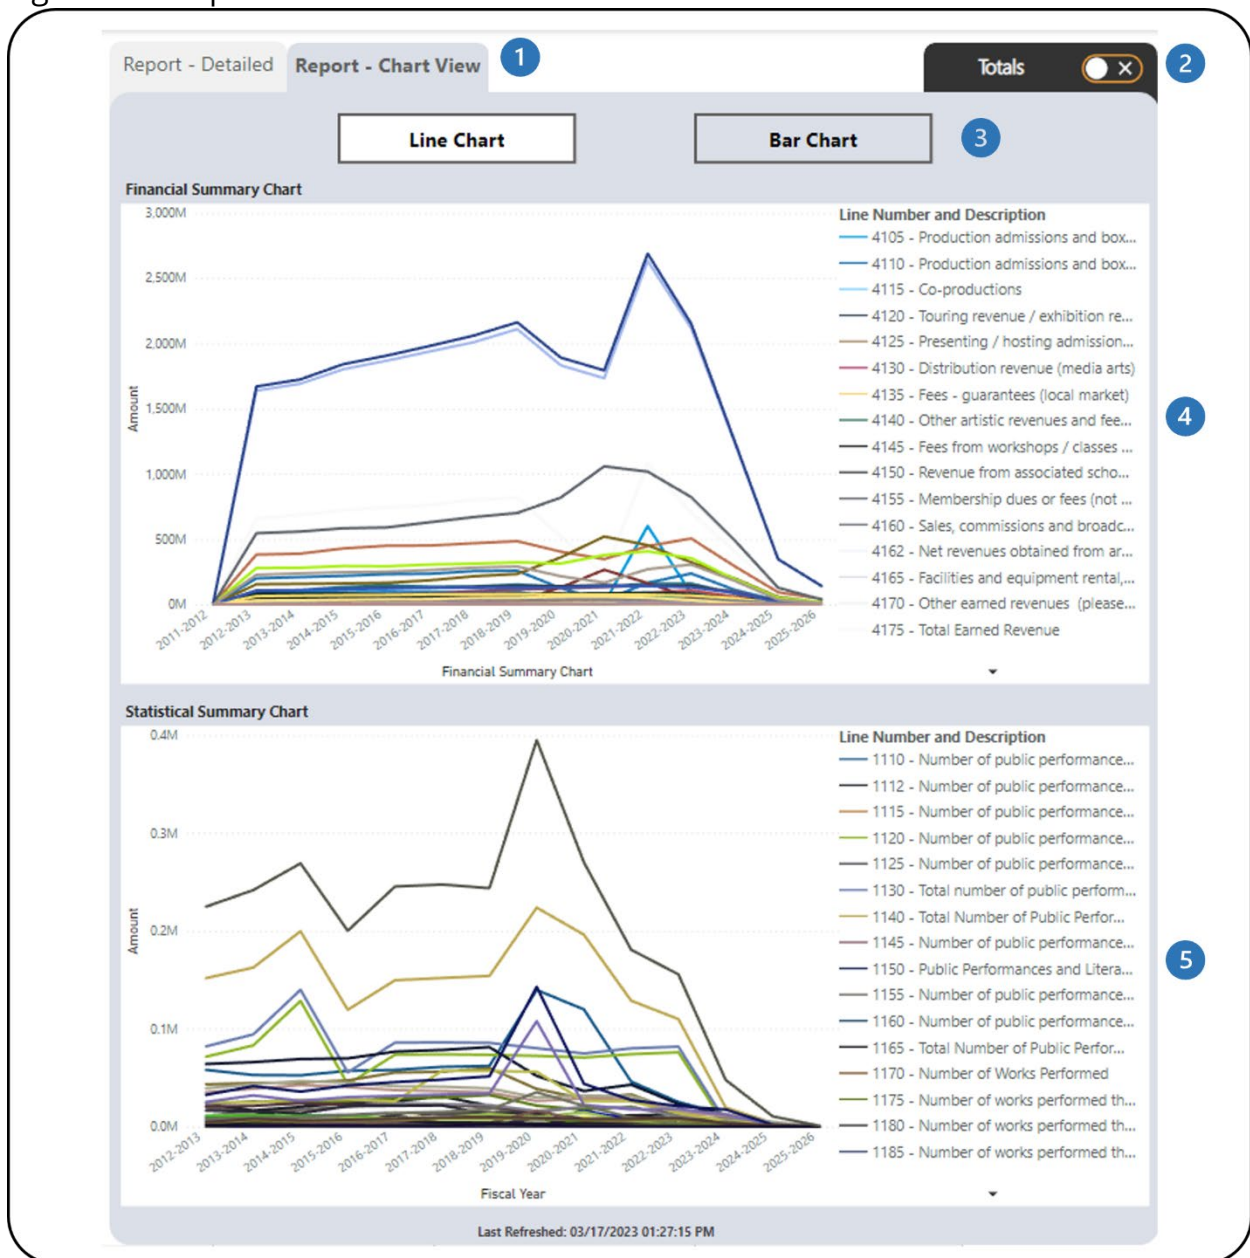 Report - Detailed
Report - Chart View
1
Totals
2
Line Chart
Bar Chart
3
Financial Summary Chart
3,000M
2,500M
2,000M
1,500M
1,000M
500M
0M
Amount
2011-2012
2012-2013
2013-2014
2014-2015
2015-2016
2016-2017
2017-2018
2018-2019
2019-2020
2020-2021
2021-2022
2022-2023
2023-2024
2024-2025
2025-2026
Financial Summary Chart
Line Number and Description
4105 - Production admissions and box...
4110 - Production admissions and box...
4115 - Co-productions
4120 - Touring revenue / exhibition re...
4125 - Presenting / hosting admission...
4130 - Distribution revenue (media arts)
4135 - Fees - guarantees (local market)
4140 - Other artistic revenues and fee...
4145 - Fees from workshops / classes ...
4150 - Revenue from associated scho...
4155 - Membership dues or fees (not ...
4160 - Sales, commissions and broadc...
4162 - Net revenues obtained from ar...
4165 - Facilities and equipment rental,...
4170 - Other earned revenues (please...
4175 - Total Earned Revenue
4
Statistical Summary Chart
0.4M
0.3M
0.2M
0.1M
0.0M
Amount
2012-2013
2013-2014
2014-2015
2015-2016
2016-2017
2017-2018
2018-2019
2019-2020
2020-2021
2021-2022
2022-2023
2023-2024
2024-2025
2025-2026
Fiscal Year
Line Number and Description
1110 - Number of public performance...
1112 - Number of public performance...
1115 - Number of public performance...
1120 - Number of public performance...
1125 - Number of public performance...
1130 - Total number of public perform...
1140 - Total Number of Public Perfor...
1145 - Number of public performance...
1150 - Public Performances and Litera...
1155 - Number of public performance...
1160 - Number of public performance...
1165 - Total Number of Public Perfor...
1170 - Number of Works Performed
1175 - Number of works performed th...
1180 - Number of works performed th...
1185 - Number of works performed th...
5
Last Refreshed: 03/17/2023 01:27:15 PM